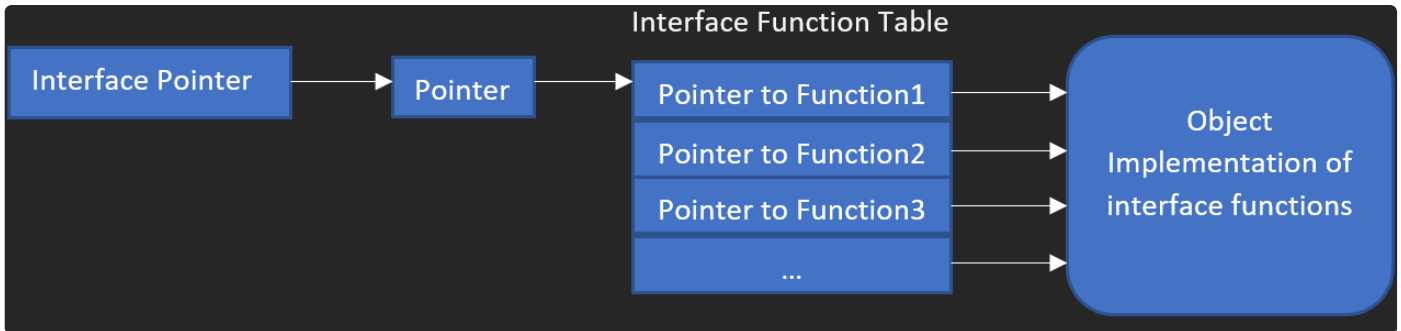 Interface Function Table
Interface Pointer
Pointer
Pointer to Function1
Pointer to Function2
Pointer to Function3
...
Object
Implementation of
interface functions